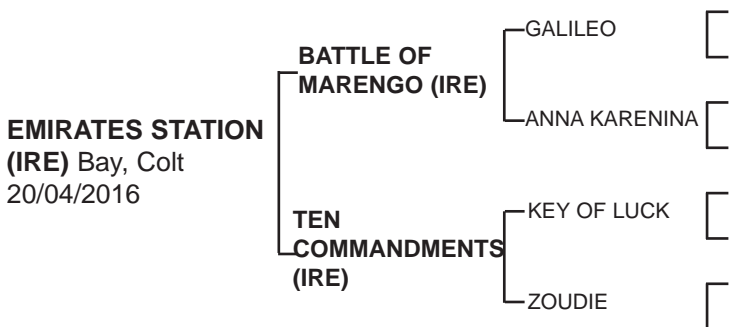 GALILEO
BATTLE OF
MARENGO (IRE)
ANNA KARENINA
EMIRATES STATION
(IRE) Bay, Colt
20/04/2016
KEY OF LUCK
TEN
COMMANDMENTS
(IRE)
ZOUDIE